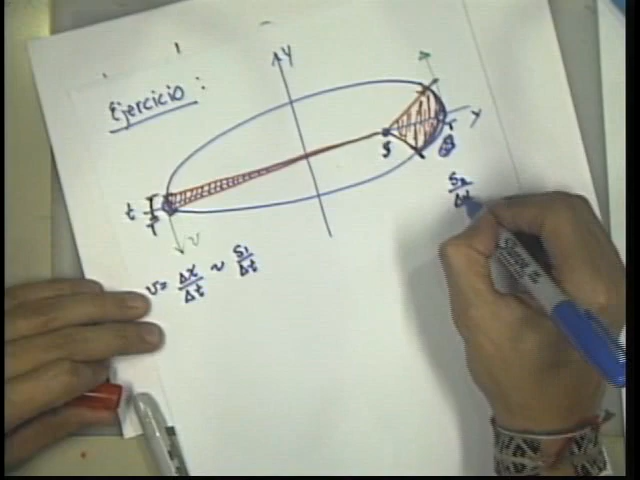 Ejercicio:
Y
S
t
v
v = Δx/Δt ~ S₁/Δt
S₂/Δt